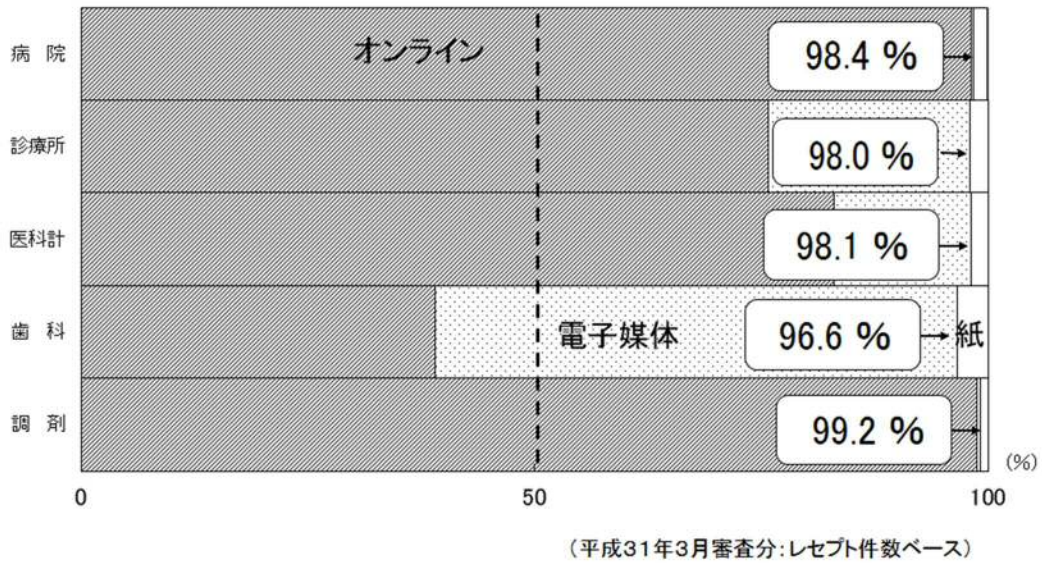 病 院
オンライン
98.4 %
診療所
98.0 %
医科計
98.1 %
歯 科
電子媒体
96.6 %
紙
調 剤
99.2 %
(%)
0
50
100
(平成31年3月審査分:レセプト件数ベース)